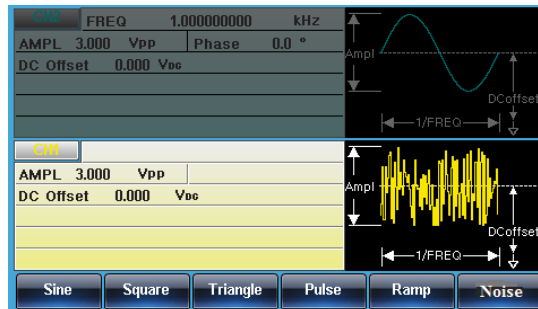 CH2 FREQ 1.000000000 kHz
AMPL 3.000 Vpp Phase 0.0 °
DC Offset 0.000 VDC
Ampl
DCoffset
1/FREQ
CH1
AMPL 3.000 Vpp
DC Offset 0.000 VDC
Ampl
DCoffset
1/FREQ
Sine Square Triangle Pulse Ramp Noise